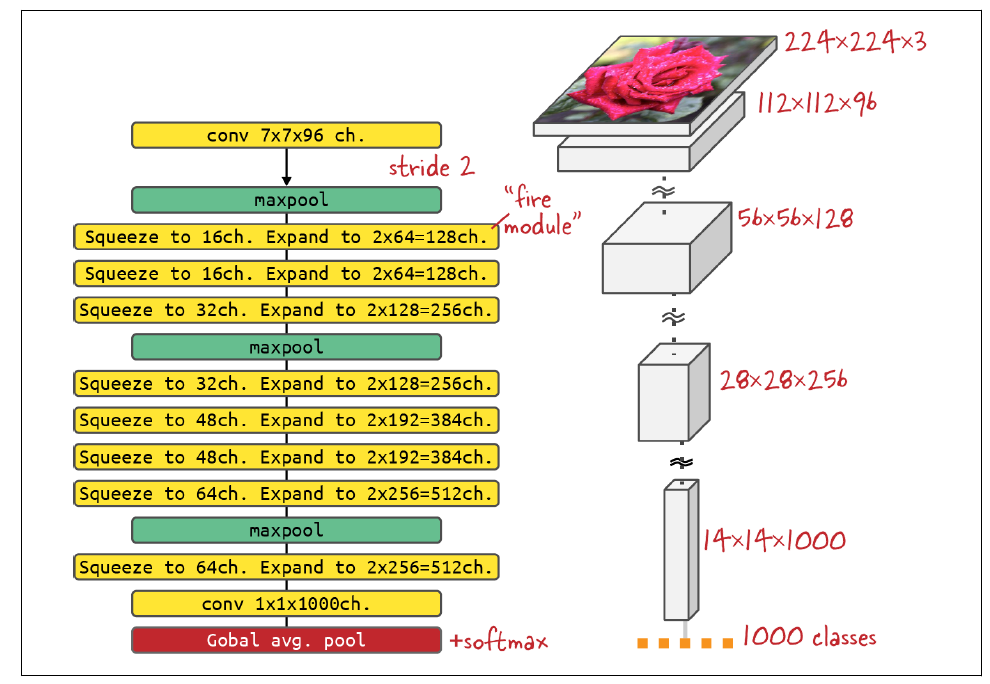 conv 7x7x96 ch.
stride 2
maxpool
"fire
module"
Squeeze to 16ch. Expand to 2x64=128ch.
Squeeze to 16ch. Expand to 2x64=128ch.
Squeeze to 32ch. Expand to 2x128=256ch.
maxpool
Squeeze to 32ch. Expand to 2x128=256ch.
Squeeze to 48ch. Expand to 2x192=384ch.
Squeeze to 48ch. Expand to 2x192=384ch.
Squeeze to 64ch. Expand to 2x256=512ch.
maxpool
Squeeze to 64ch. Expand to 2x256=512ch.
conv 1x1x1000ch.
Gobal avg. pool
+softmax
224×224×3
112×112×96
56×56×128
28×28×256
14×14×1000
1000 classes